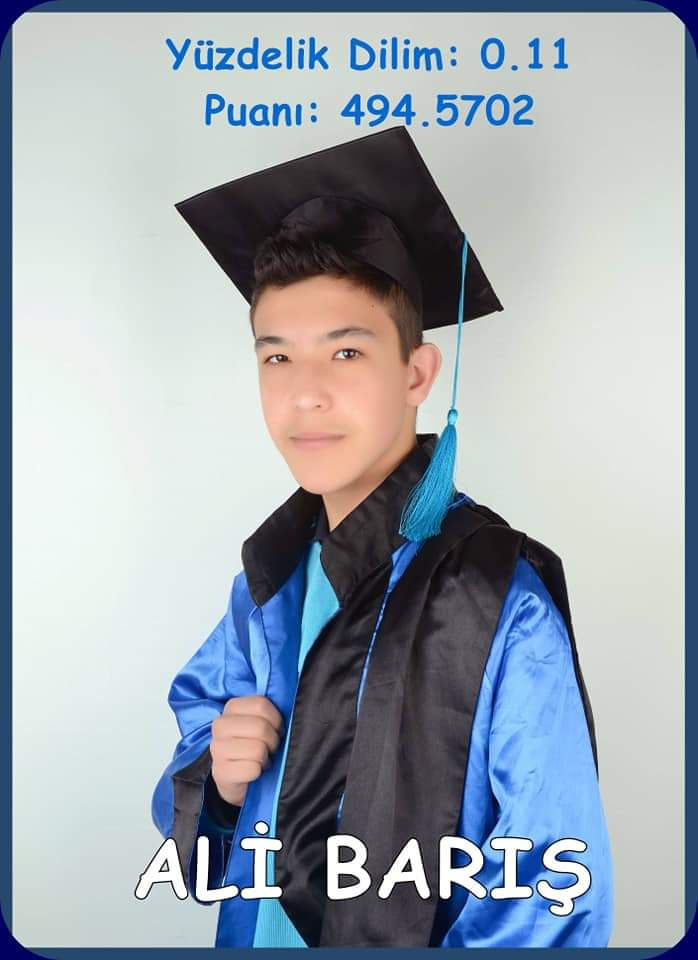 Yüzdelik Dilim: 0.11
Puanı: 494.5702
ALİ BARIŞ